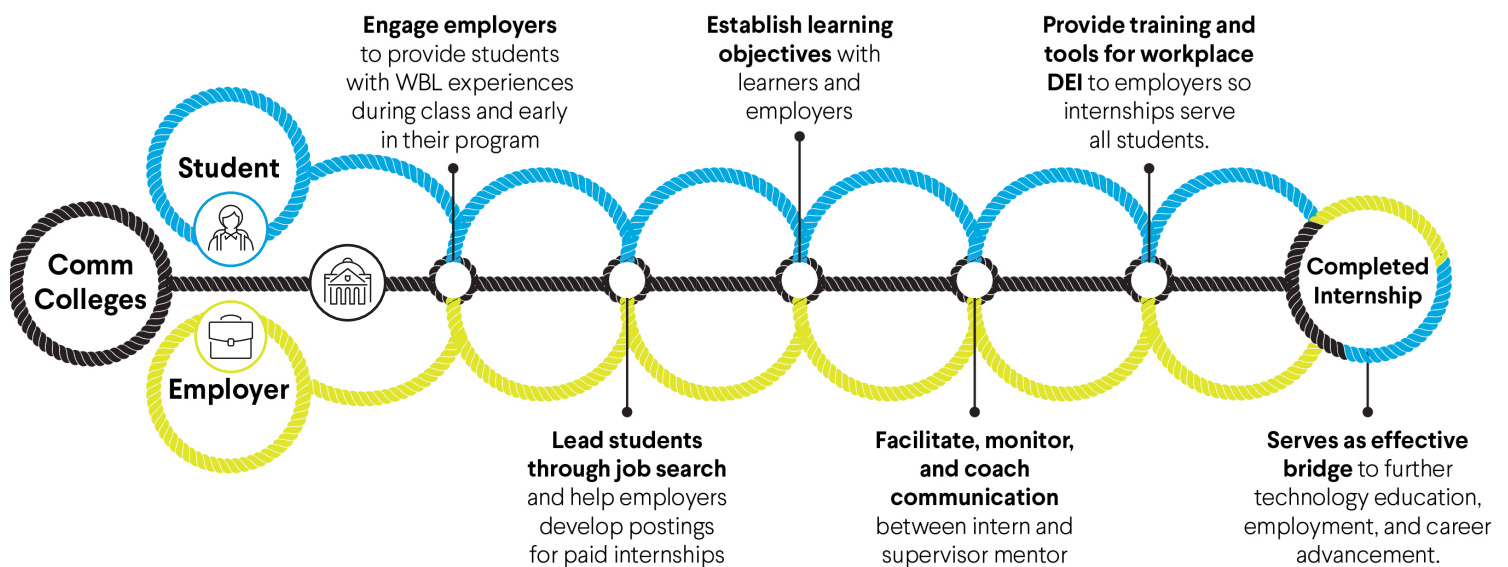 Engage employers
to provide students
with WBL experiences
during class and early
in their program
Establish learning
objectives with
learners and
employers
Provide training and
tools for workplace
DEI to employers so
internships serve
all students.
Student
Comm
Colleges
Employer
Completed
Internship
Lead students
through job search
and help employers
develop postings
for paid internships
Facilitate, monitor,
and coach
communication
between intern and
supervisor mentor
Serves as effective
bridge to further
technology education,
employment, and career
advancement.